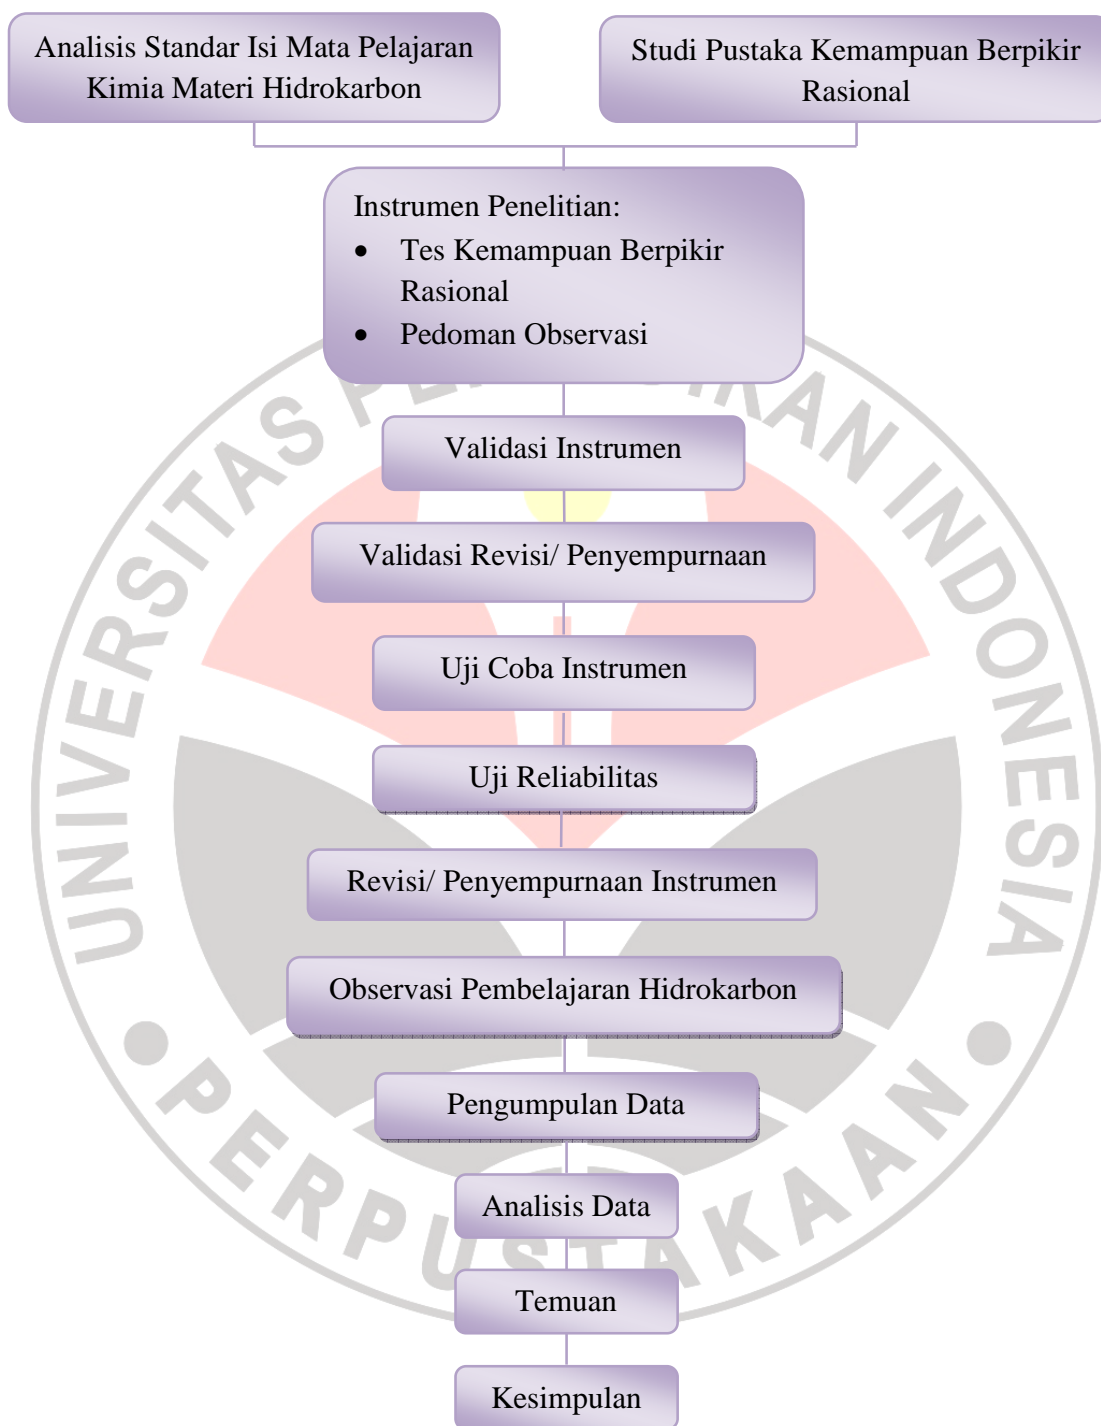 Analisis Standar Isi Mata Pelajaran
Kimia Materi Hidrokarbon
Studi Pustaka Kemampuan Berpikir
Rasional
Instrumen Penelitian:
• Tes Kemampuan Berpikir
Rasional
• Pedoman Observasi
Validasi Instrumen
Validasi Revisi/ Penyempurnaan
Uji Coba Instrumen
Uji Reliabilitas
Revisi/ Penyempurnaan Instrumen
Observasi Pembelajaran Hidrokarbon
Pengumpulan Data
Analisis Data
Temuan
Kesimpulan
UNIVERSITAS PENDIDIKAN INDONESIA
PERPUSTAKAAN